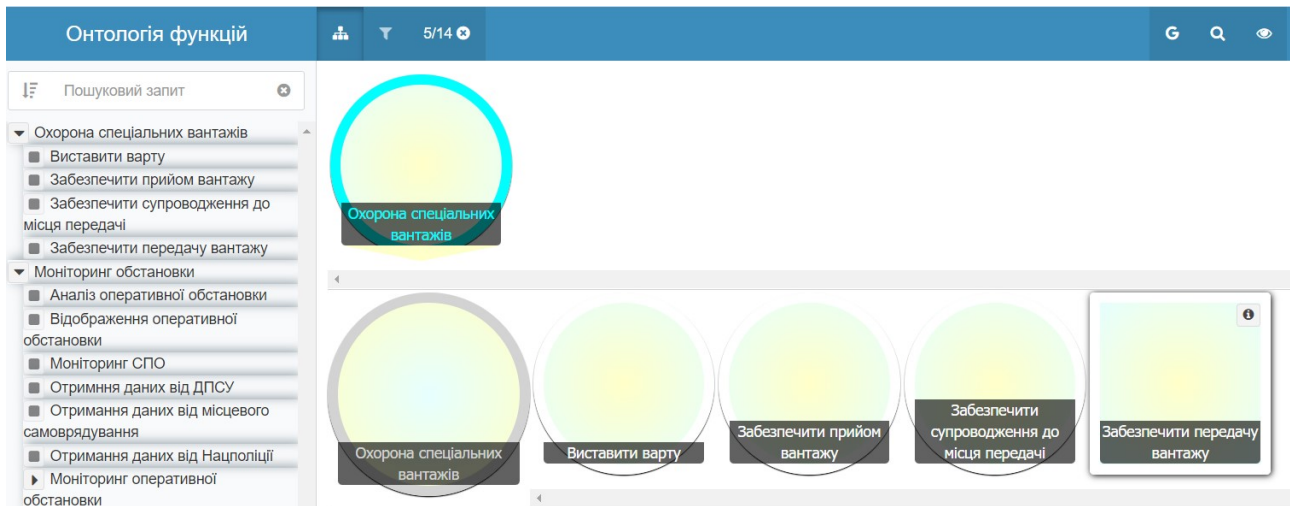 Онтологія функцій
5/14
G
Пошуковий запит
Охорона спеціальних вантажів
Виставити варту
Забезпечити прийом вантажу
Забезпечити супроводження до
місця передачі
Забезпечити передачу вантажу
Моніторинг обстановки
Аналіз оперативної обстановки
Відображення оперативної
обстановки
Моніторинг СПО
Отримння даних від ДПСУ
Отримання даних від місцевого
самоврядування
Отримання даних від Нацполіції
Моніторинг оперативної
обстановки
Охорона спеціальних
вантажів
Охорона спеціальних
вантажів
Виставити варту
Забезпечити прийом
вантажу
Забезпечити
супроводження до
місця передачі
Забезпечити передачу
вантажу